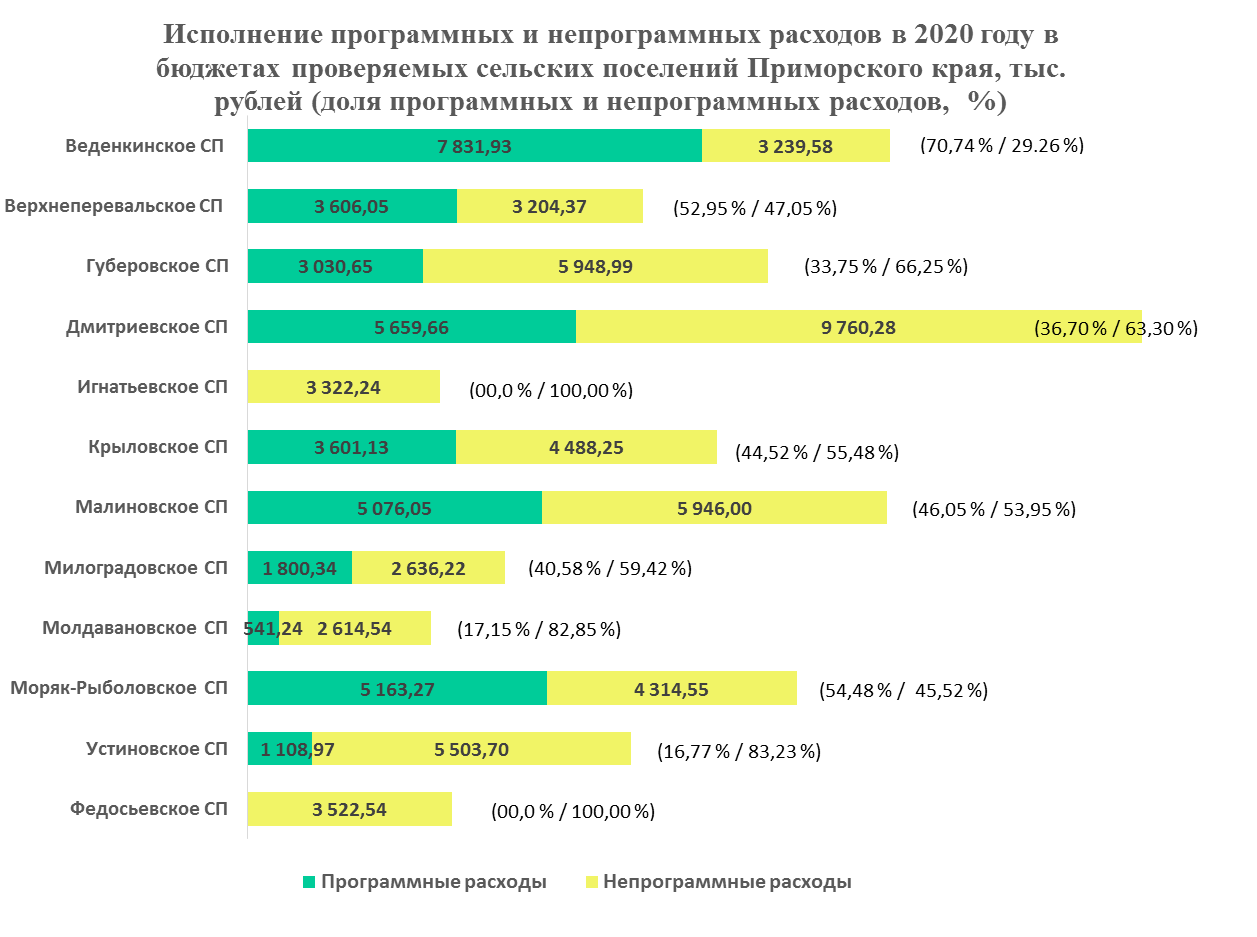 Исполнение программных и непрограммных расходов в 2020 году в
бюджетах проверяемых сельских поселений Приморского края, тыс.
рублей (доля программных и непрограммных расходов, %)
Веденкинское СП 7 831,93 3 239,58 (70,74 % / 29.26 %)
Верхнеперевальское СП 3 606,05 3 204,37 (52,95 % / 47,05 %)
Губеровское СП 3 030,65 5 948,99 (33,75 % / 66,25 %)
Дмитриевское СП 5 659,66 9 760,28 (36,70 % / 63,30 %)
Игнатьевское СП 3 322,24 (00,0 % / 100,00 %)
Крыловское СП 3 601,13 4 488,25 (44,52 % / 55,48 %)
Малиновское СП 5 076,05 5 946,00 (46,05 % / 53,95 %)
Милоградовское СП 1 800,34 2 636,22 (40,58 % / 59,42 %)
Молдавановское СП 541,24 2 614,54 (17,15 % / 82,85 %)
Моряк-Рыболовское СП 5 163,27 4 314,55 (54,48 % / 45,52 %)
Устиновское СП 1 108,97 5 503,70 (16,77 % / 83,23 %)
Федосьевское СП 3 522,54 (00,0 % / 100,00 %)
Программные расходы Непрограммные расходы